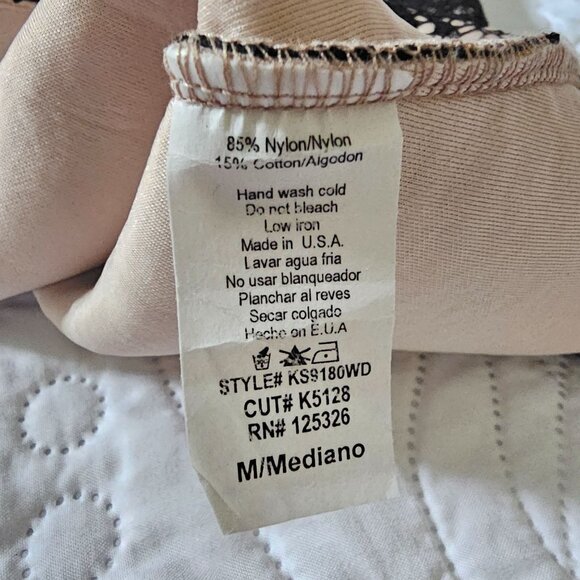 85% Nylon/Nylon
15% Cotton/Algodon
Hand wash cold
Do not bleach
Low iron
Made in U.S.A.
Lavar agua fria
No usar blanqueador
Planchar al reves
Secar colgado
Hecho en E.U.A
STYLE# KS9180WD
CUT# K5128
RN# 125326
M/Mediano